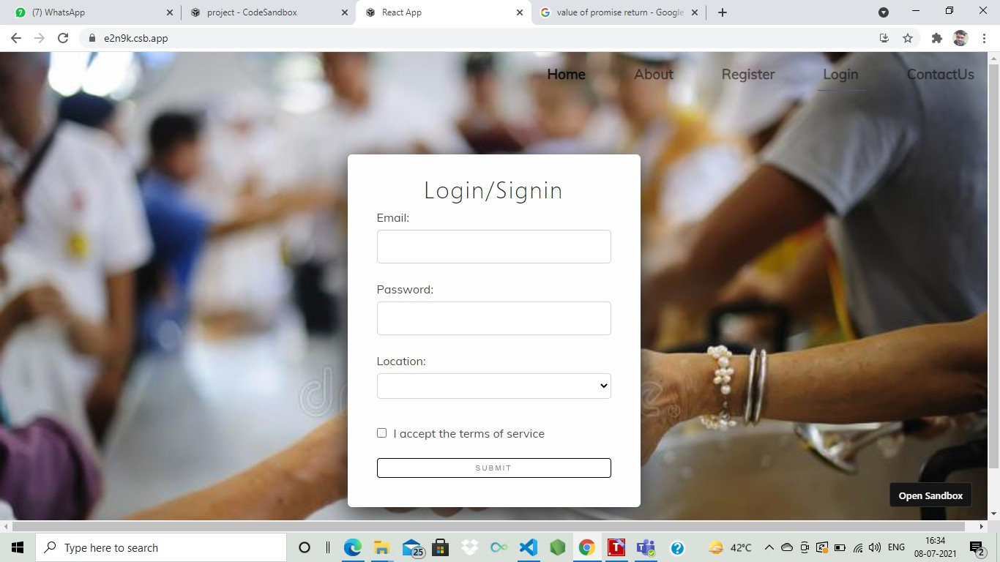 (7) WhatsApp
project - CodeSandbox
React App
value of promise return - Google
e2n9k.csb.app
Home About Register Login ContactUs
Login/Signin
Email:
Password:
Location:
I accept the terms of service
SUBMIT
Open Sandbox
Type here to search
25
42°C
ENG
16:34
08-07-2021
2